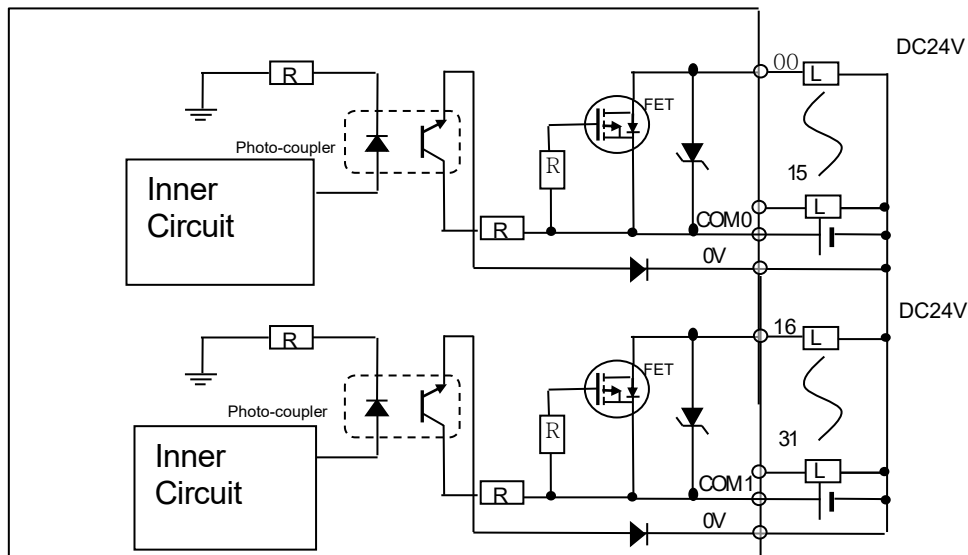 DC24V
00
R
L
FET
Photo-coupler
R
15
Inner
Circuit
L
COM0
R
0V
DC24V
16
R
L
FET
Photo-coupler
R
31
Inner
Circuit
L
COM1
R
0V